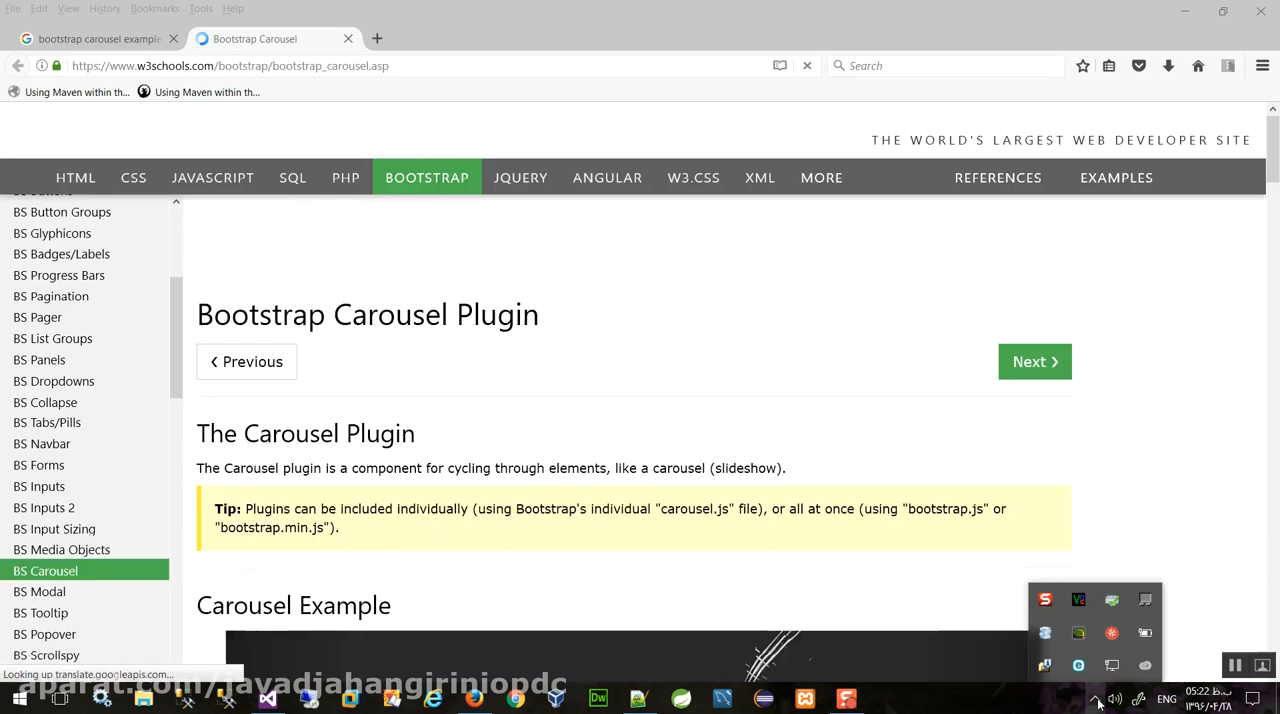 File Edit View History Bookmarks Tools Help
bootstrap carousel example
Bootstrap Carousel
https://www.w3schools.com/bootstrap/bootstrap_carousel.asp
Search
Using Maven within th...
Using Maven within th...
THE WORLD'S LARGEST WEB DEVELOPER SITE
HTML CSS JAVASCRIPT SQL PHP BOOTSTRAP JQUERY ANGULAR W3.CSS XML MORE REFERENCES EXAMPLES
BS Button Groups
BS Glyphicons
BS Badges/Labels
BS Progress Bars
BS Pagination
BS Pager
BS List Groups
BS Panels
BS Dropdowns
BS Collapse
BS Tabs/Pills
BS Navbar
BS Forms
BS Inputs
BS Inputs 2
BS Input Sizing
BS Media Objects
BS Carousel
BS Modal
BS Tooltip
BS Popover
BS Scrollspy
Bootstrap Carousel Plugin
❮ Previous
Next ❯
The Carousel Plugin
The Carousel plugin is a component for cycling through elements, like a carousel (slideshow).
Tip: Plugins can be included individually (using Bootstrap's individual "carousel.js" file), or all at once (using "bootstrap.js" or
"bootstrap.min.js").
Carousel Example
Looking up translate.googleapis.com...
aparat.com/javadjahangiriniopdc
ENG
05:22 ب.ظ
۱۳۹۶/۰۴/۲۸